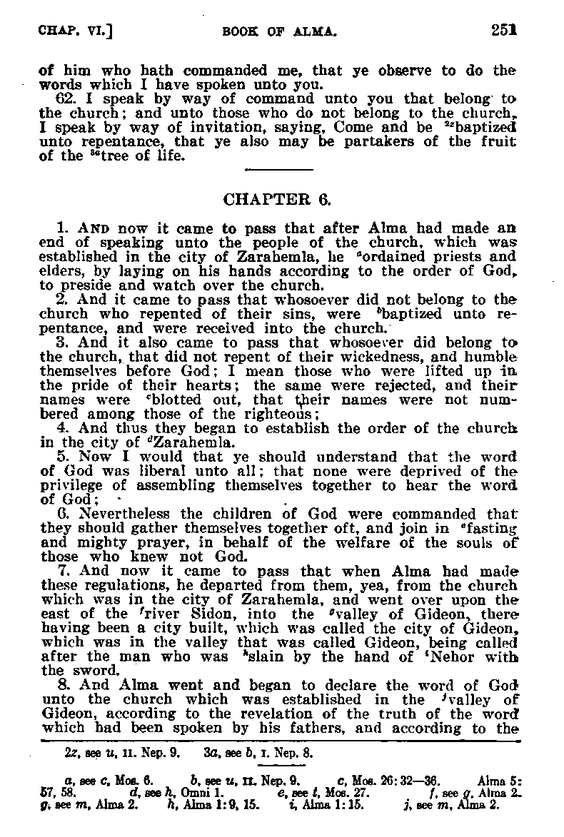 CHAP. VI.] BOOK OF ALMA. 251
of him who hath commanded me, that ye observe to do the
words which I have spoken unto you.
62. I speak by way of command unto you that belong to
the church; and unto those who do not belong to the church,
I speak by way of invitation, saying, Come and be 2zbaptized
unto repentance, that ye also may be partakers of the fruit
of the 3atree of life.
CHAPTER 6.
1. AND now it came to pass that after Alma had made an
end of speaking unto the people of the church, which was
established in the city of Zarahemla, he aordained priests and
elders, by laying on his hands according to the order of God,
to preside and watch over the church.
2. And it came to pass that whosoever did not belong to the
church who repented of their sins, were bbaptized unto re-
pentance, and were received into the church.
3. And it also came to pass that whosoever did belong to
the church, that did not repent of their wickedness, and humble
themselves before God; I mean those who were lifted up in
the pride of their hearts; the same were rejected, and their
names were cblotted out, that their names were not num-
bered among those of the righteous;
4. And thus they began to establish the order of the church
in the city of dZarahemla.
5. Now I would that ye should understand that the word
of God was liberal unto all; that none were deprived of the
privilege of assembling themselves together to hear the word
of God;
6. Nevertheless the children of God were commanded that
they should gather themselves together oft, and join in efasting
and mighty prayer, in behalf of the welfare of the souls of
those who knew not God.
7. And now it came to pass that when Alma had made
these regulations, he departed from them, yea, from the church
which was in the city of Zarahemla, and went over upon the
east of the friver Sidon, into the gvalley of Gideon, there
having been a city built, which was called the city of Gideon,
which was in the valley that was called Gideon, being called
after the man who was hslain by the hand of iNehor with
the sword.
8. And Alma went and began to declare the word of God
unto the church which was established in the jvalley of
Gideon, according to the revelation of the truth of the word
which had been spoken by his fathers, and according to the
2z, see u, II. Nep. 9. 3a, see b, I. Nep. 8.
a, see c, Mos. 6. b, see u, II. Nep. 9. c, Mos. 26:32—36. Alma 5:
57, 58. d, see h, Omni 1. e, see t, Mos. 27. f, see g, Alma 2.
g, see m, Alma 2. h, Alma 1:9, 15. i, Alma 1:15. j, see m, Alma 2.